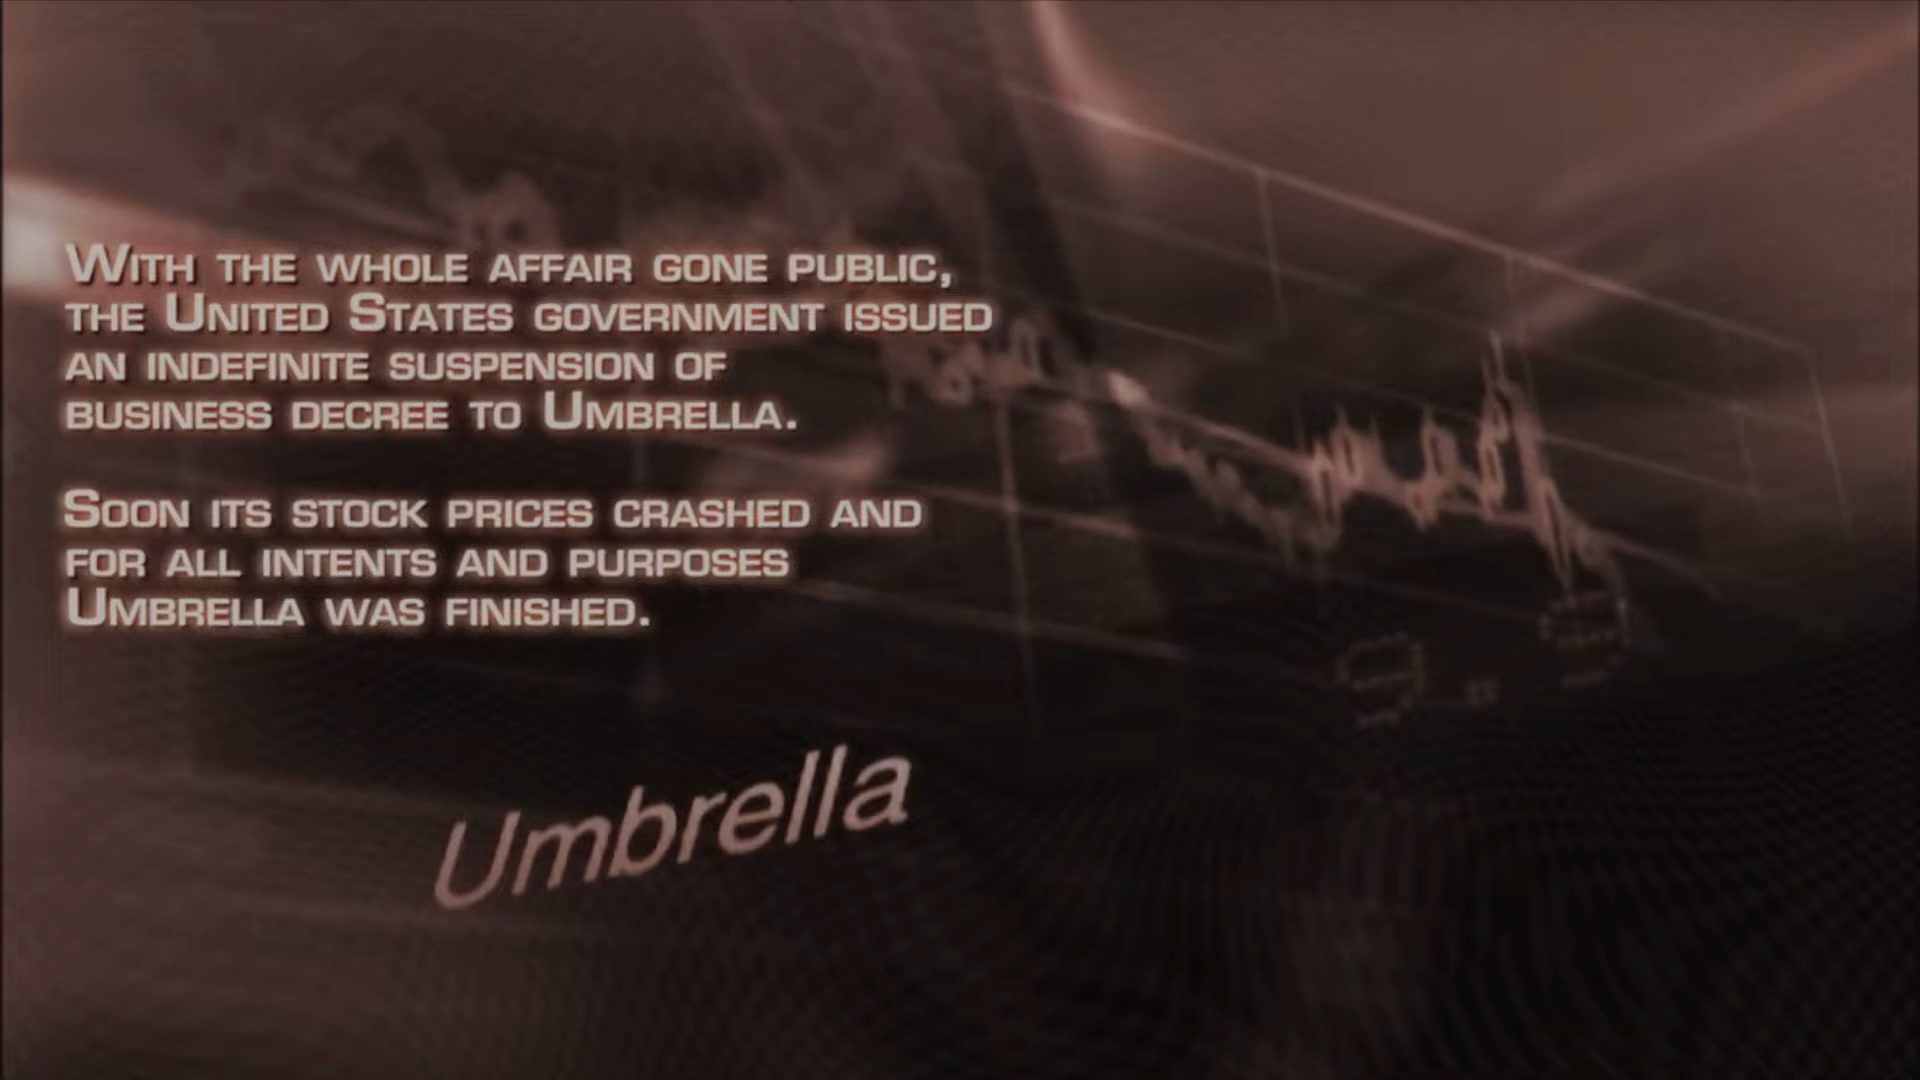 With the whole affair gone public,
the United States government issued
an indefinite suspension of
business decree to Umbrella.
Soon its stock prices crashed and
for all intents and purposes
Umbrella was finished.
Umbrella